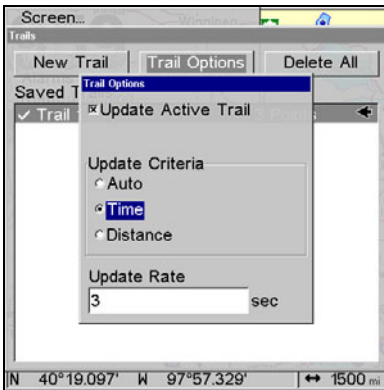 Screen...
Trails
New Trail Trail Options Delete All
Saved T
Trail Options
Trail
Update Active Trail
Update Criteria
Auto
Time
Distance
Update Rate
3 sec
N 40°19.097' W 97°57.329' ↔ 1500 mi